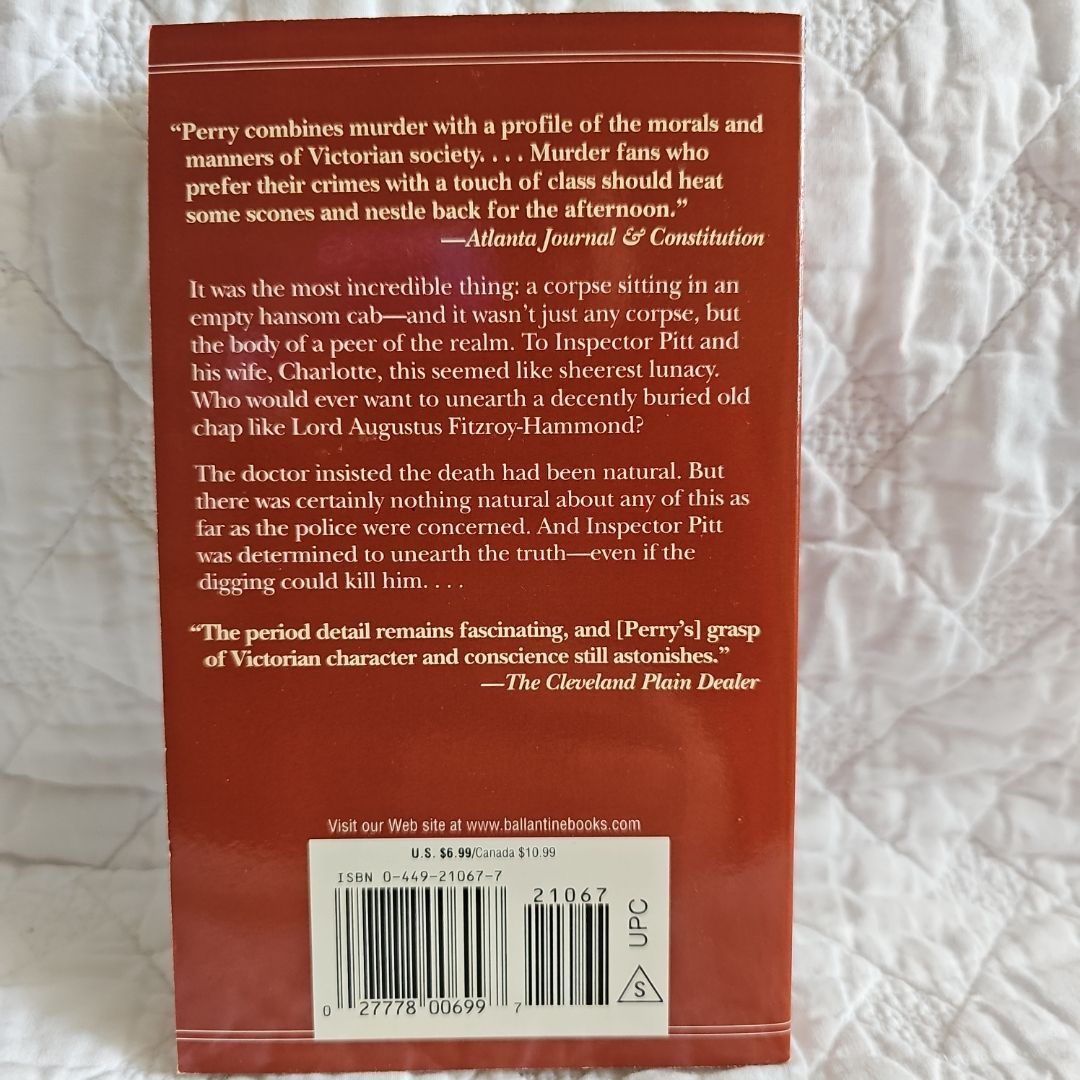 “Perry combines murder with a profile of the morals and
manners of Victorian society. . . . Murder fans who
prefer their crimes with a touch of class should heat
some scones and nestle back for the afternoon.”
—Atlanta Journal & Constitution
It was the most incredible thing: a corpse sitting in an
empty hansom cab—and it wasn’t just any corpse, but
the body of a peer of the realm. To Inspector Pitt and
his wife, Charlotte, this seemed like sheerest lunacy.
Who would ever want to unearth a decently buried old
chap like Lord Augustus Fitzroy-Hammond?
The doctor insisted the death had been natural. But
there was certainly nothing natural about any of this as
far as the police were concerned. And Inspector Pitt
was determined to unearth the truth—even if the
digging could kill him. . . .
“The period detail remains fascinating, and [Perry’s] grasp
of Victorian character and conscience still astonishes.”
—The Cleveland Plain Dealer
Visit our Web site at www.ballantinebooks.com
U.S. $6.99/Canada $10.99
ISBN 0-449-21067-7
21067
UPC
S
0 27778 00699 7